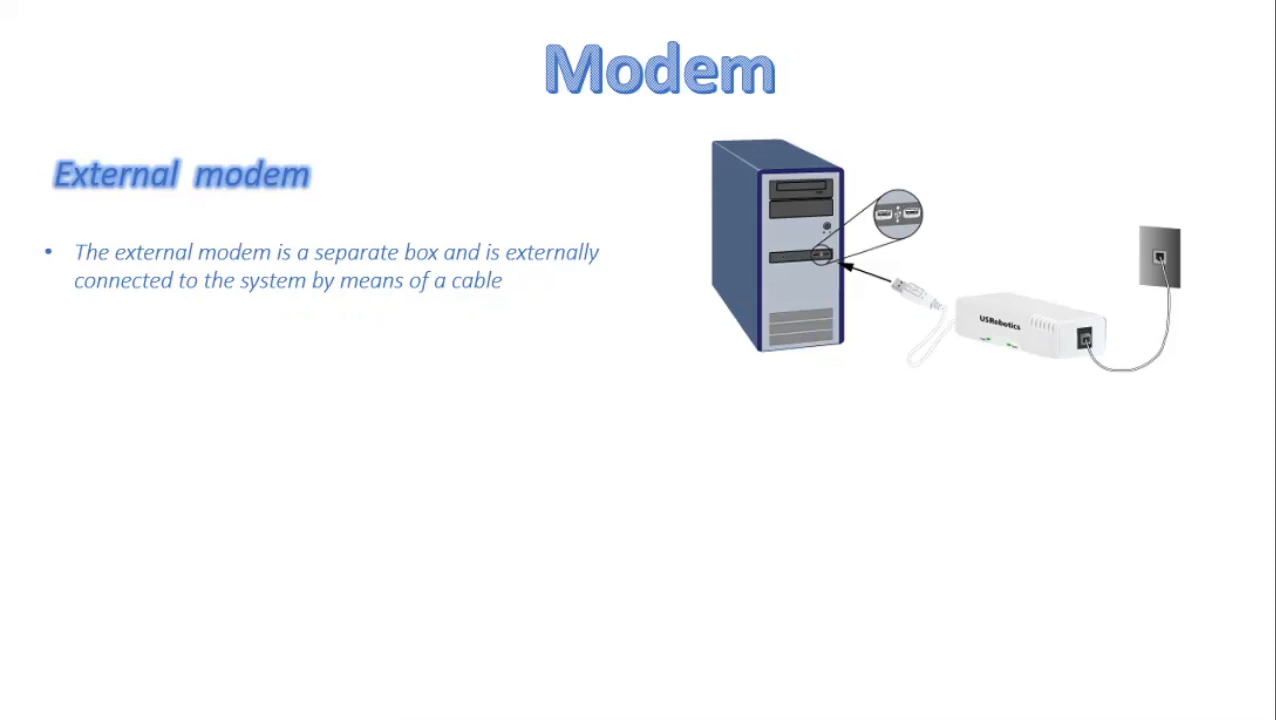 Modem
External modem
• The external modem is a separate box and is externally
connected to the system by means of a cable
USRobotics